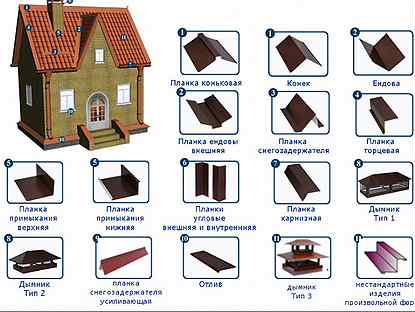 1
1
2
Планка коньковая
Конек
Ендова
2
3
4
Планка ендовы
внешняя
Планка
снегозадержателя
Планка
торцевая
5
5
6
7
8
Планка
примыкания
верхняя
Планка
примыкания
нижняя
Планки
угловые
внешняя и внутренняя
Планка
карнизная
Дымник
Тип 1
8
9
10
11
11
Дымник
Тип 2
планка
снегозадержателя
усиливающая
Отлив
дымник
Тип 3
нестандартные
изделия
произвольной фор